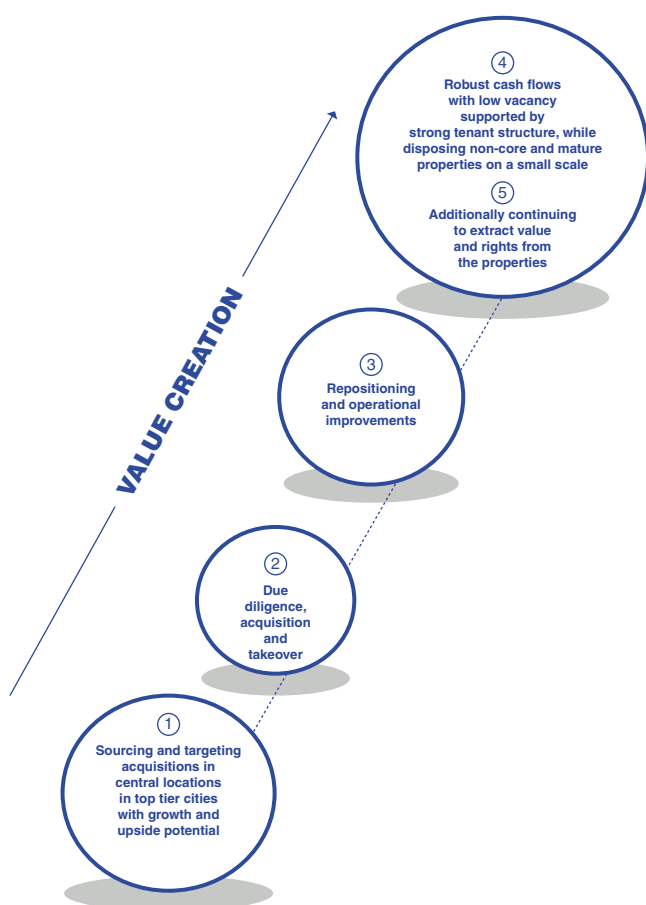 ④
Robust cash flows
with low vacancy
supported by
strong tenant structure, while
disposing non-core and mature
properties on a small scale
⑤
Additionally continuing
to extract value
and rights from
the properties
VALUE CREATION
③
Repositioning
and operational
improvements
②
Due
diligence,
acquisition
and
takeover
①
Sourcing and targeting
acquisitions in
central locations
in top tier cities
with growth and
upside potential